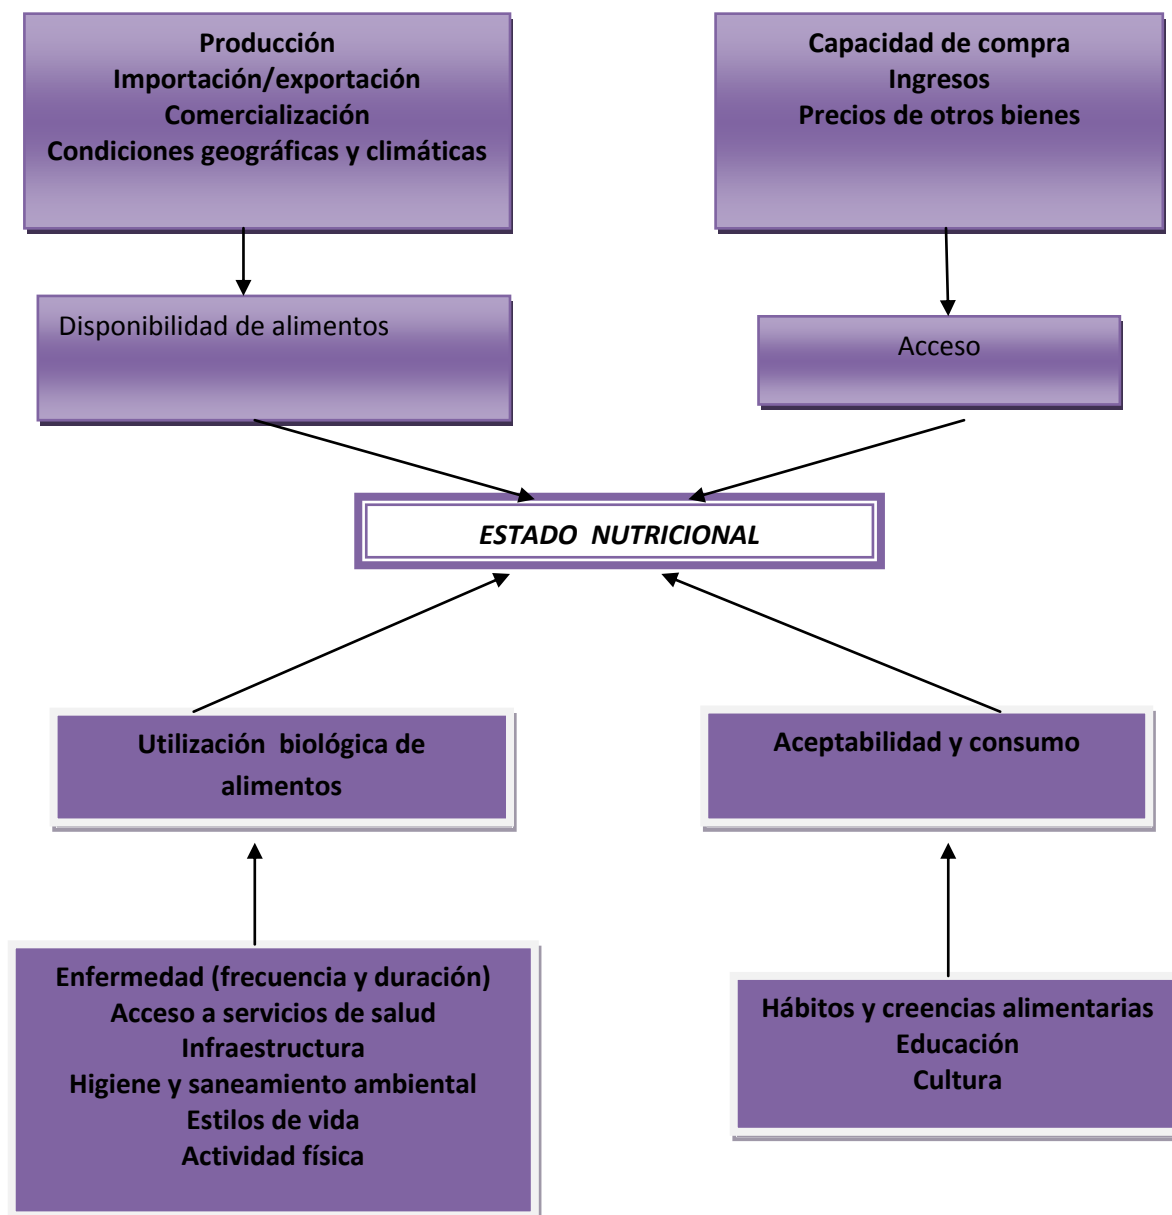 Producción
Importación/exportación
Comercialización
Condiciones geográficas y climáticas
Capacidad de compra
Ingresos
Precios de otros bienes
Disponibilidad de alimentos
Acceso
ESTADO  NUTRICIONAL
Utilización  biológica de
alimentos
Aceptabilidad y consumo
Enfermedad (frecuencia y duración)
Acceso a servicios de salud
Infraestructura
Higiene y saneamiento ambiental
Estilos de vida
Actividad física
Hábitos y creencias alimentarias
Educación
Cultura